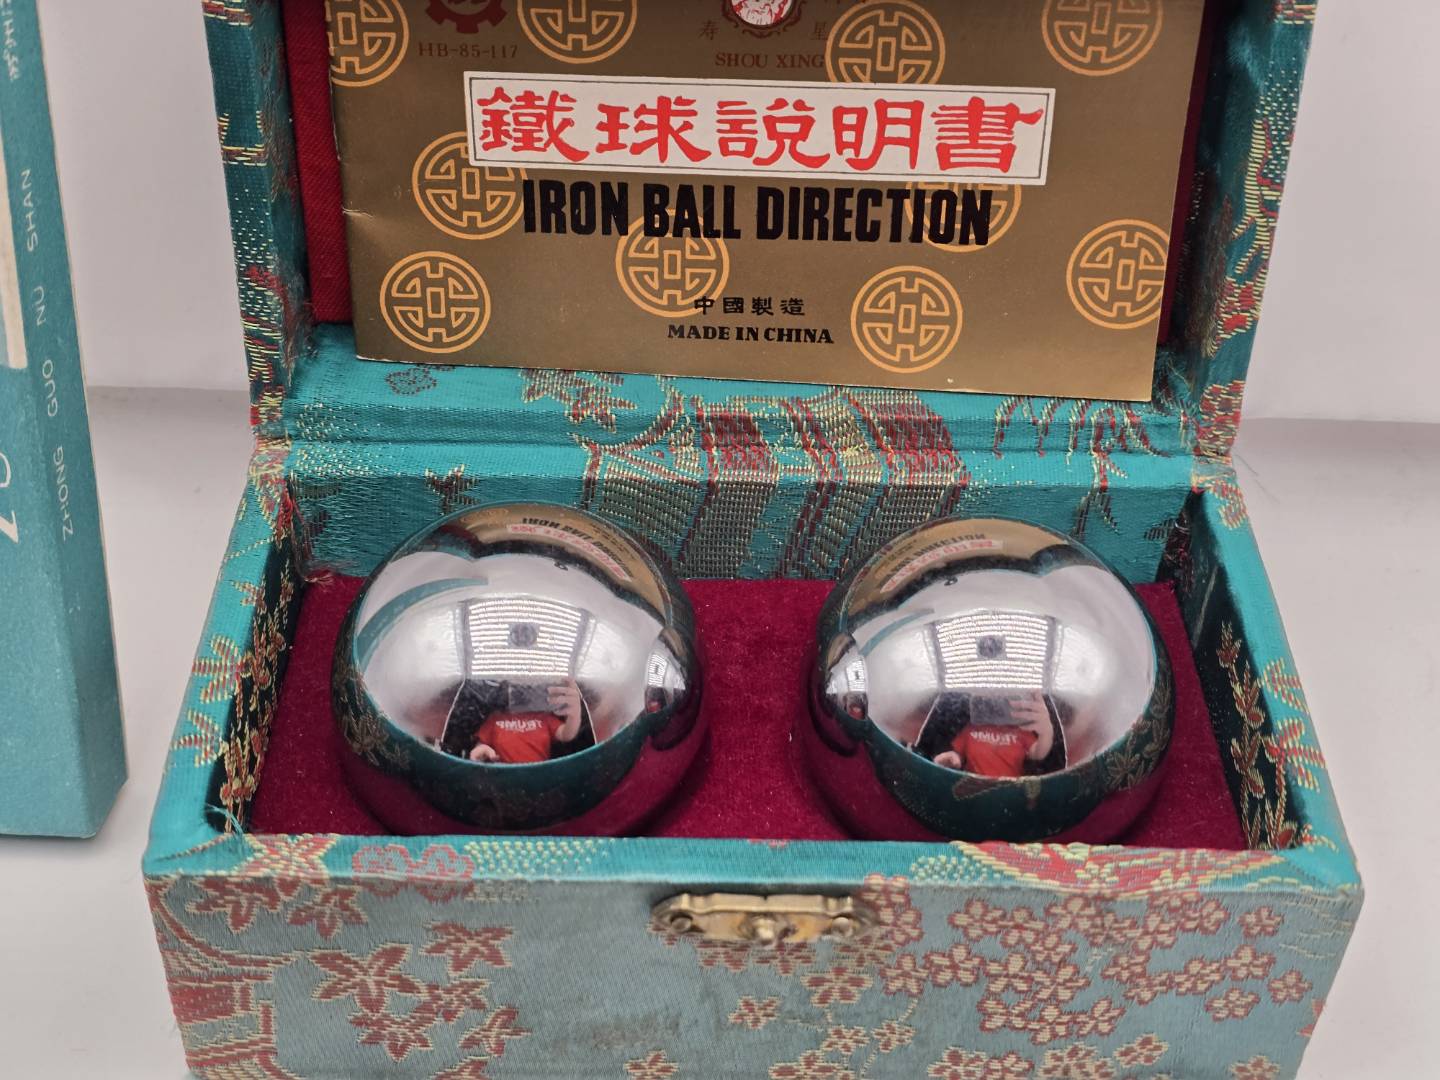 HB-85-117
寿 星
SHOU XING
鐵球說明書
IRON BALL DIRECTION
中國製造
MADE IN CHINA
ZHONG GUO NU SHAN